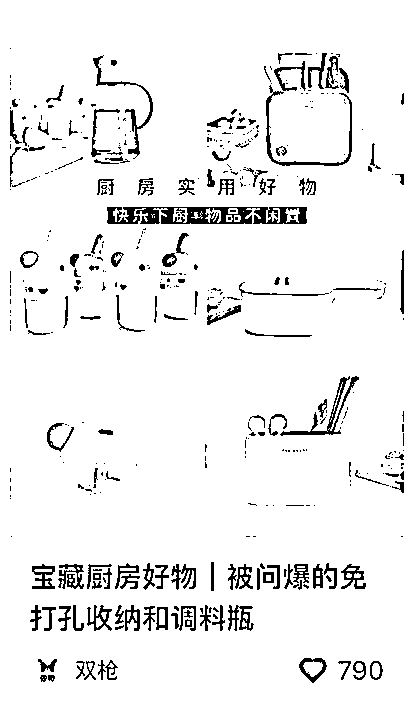 厨房实用好物
快乐下厨 物品不闲置
宝藏厨房好物 | 被问爆的免
打孔收纳和调料瓶
双枪
790